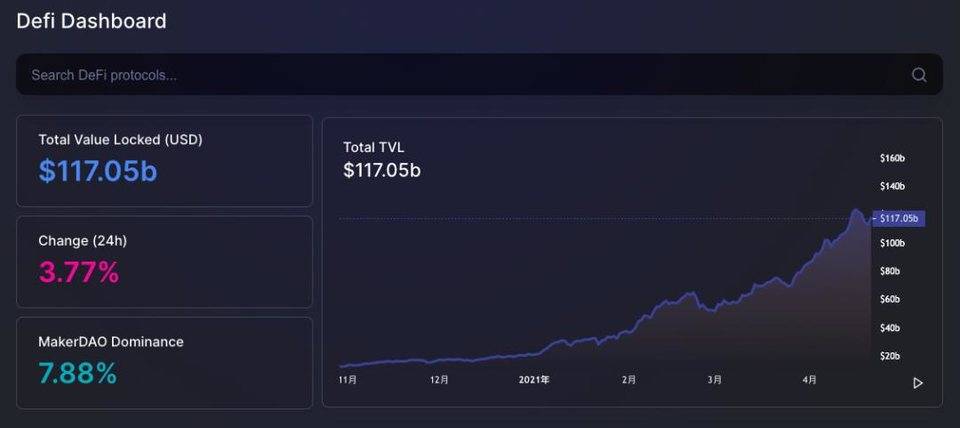 Defi Dashboard
Search DeFi protocols...
Total Value Locked (USD)
$117.05b
Change (24h)
3.77%
MakerDAO Dominance
7.88%
Total TVL
$117.05b
$160b
$140b
$117.05b
$100b
$80b
$60b
$40b
$20b
11月 12月 2021年 2月 3月 4月